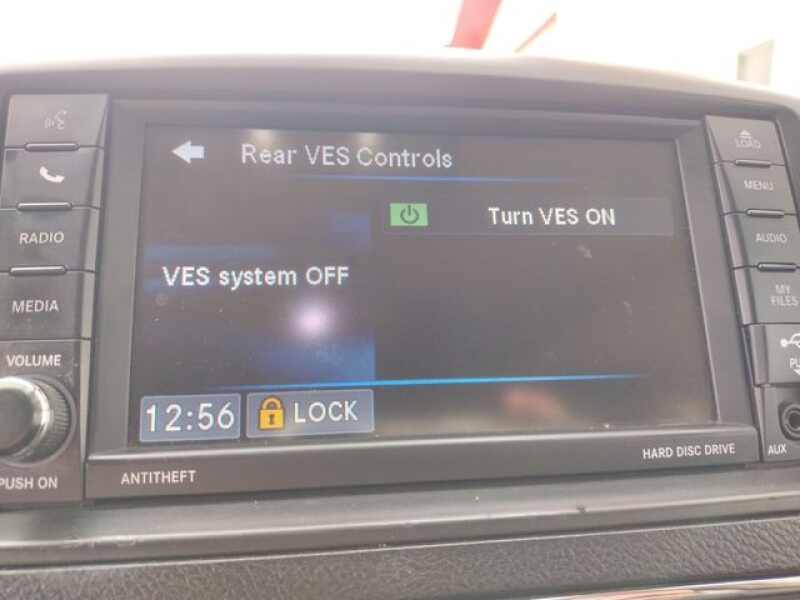 Rear VES Controls
LOAD
MENU
Turn VES ON
RADIO
AUDIO
VES system OFF
MEDIA
MY
FILES
VOLUME
12:56
LOCK
PUSH ON
ANTITHEFT
HARD DISC DRIVE
AUX